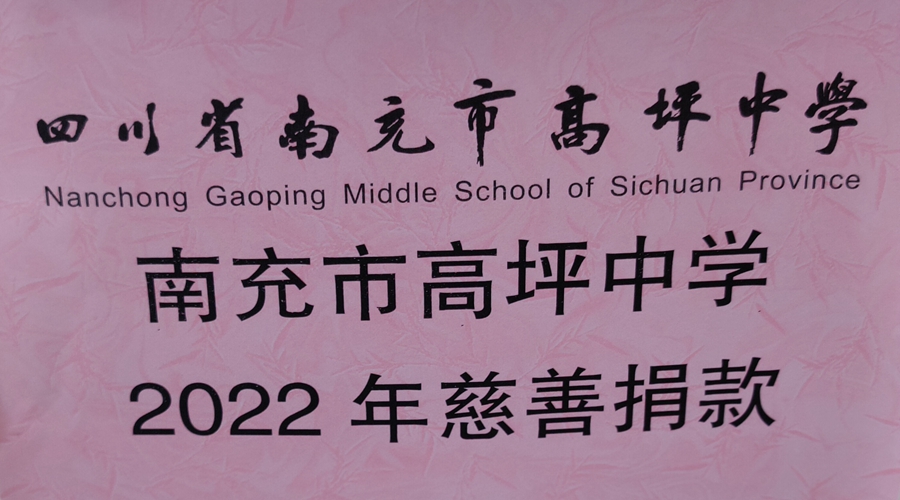 四川省南充市高坪中學
Nanchong Gaoping Middle School of Sichuan Province
南充市高坪中学
2022 年慈善捐款